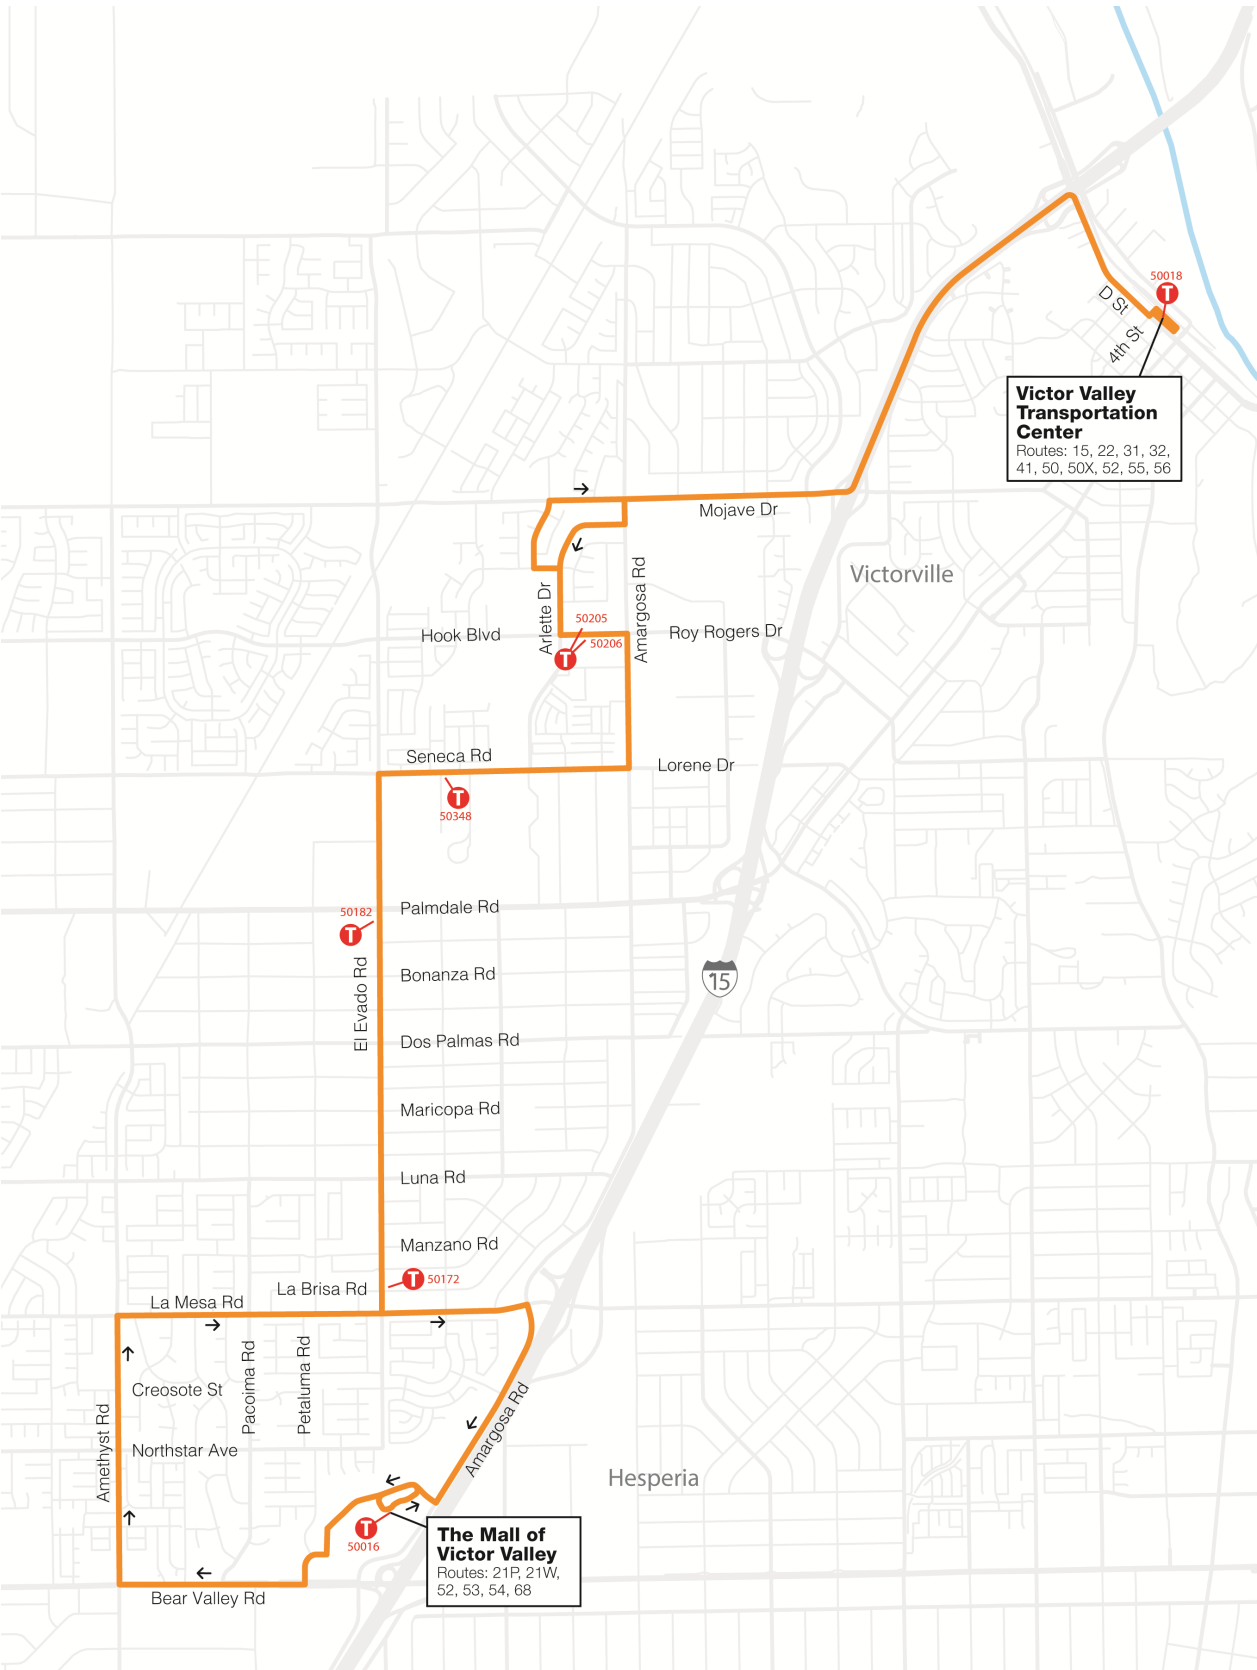 50018
T
D St
4th St
Victor Valley
Transportation
Center
Routes: 15, 22, 31, 32,
41, 50, 50X, 52, 55, 56
Mojave Dr
Victorville
Arlette Dr
Amargosa Rd
50205
50206
T
Hook Blvd
Roy Rogers Dr
Seneca Rd
Lorene Dr
T
50348
Palmdale Rd
50182
T
El Evado Rd
Bonanza Rd
15
Dos Palmas Rd
Maricopa Rd
Luna Rd
Manzano Rd
T 50172
La Brisa Rd
La Mesa Rd
Creosote St
Pacoima Rd
Petaluma Rd
Amethyst Rd
Northstar Ave
Amargosa Rd
Hesperia
T
50016
The Mall of
Victor Valley
Routes: 21P, 21W,
52, 53, 54, 68
Bear Valley Rd